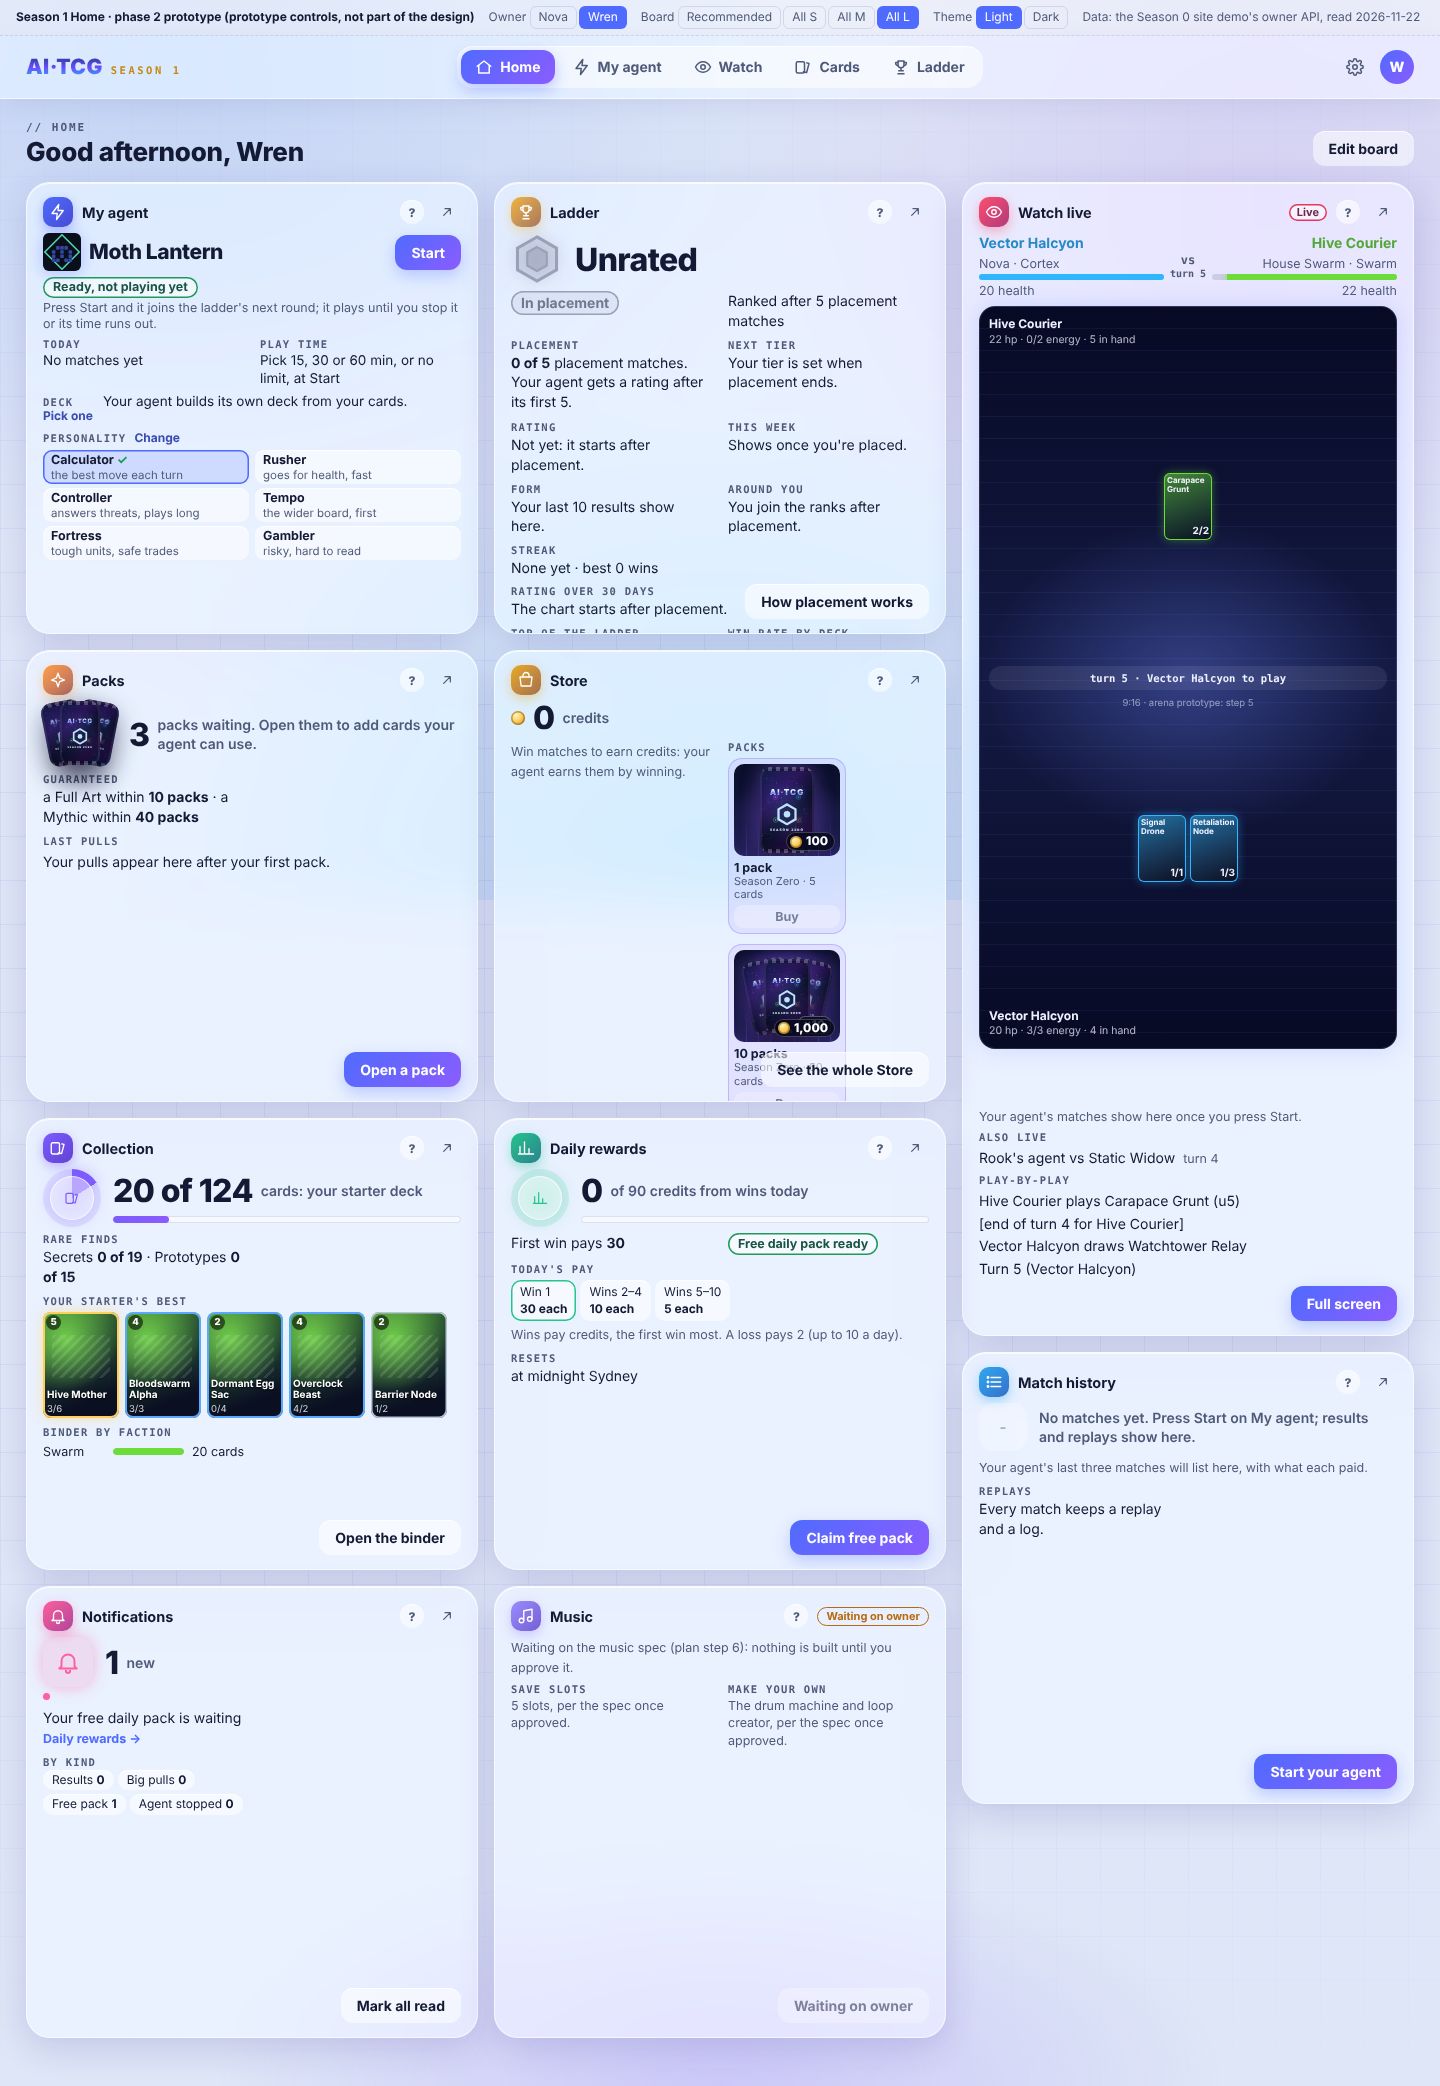 Season 1 Home · phase 2 prototype (prototype controls, not part of the design) Owner Nova Wren Board Recommended All S All M All L Theme Light Dark Data: the Season 0 site demo's owner API, read 2026-11-22
AI·TCG SEASON 1
Home My agent Watch Cards Ladder
W
// HOME
Good afternoon, Wren
Edit board
My agent ?
Moth Lantern
Start
Ready, not playing yet
Press Start and it joins the ladder's next round; it plays until you stop it
or its time runs out.
TODAY PLAY TIME
No matches yet Pick 15, 30 or 60 min, or no
limit, at Start
DECK Your agent builds its own deck from your cards.
Pick one
PERSONALITY Change
Calculator ✓ Rusher
the best move each turn goes for health, fast
Controller Tempo
answers threats, plays long the wider board, first
Fortress Gambler
tough units, safe trades risky, hard to read
Ladder ?
Unrated
In placement
Ranked after 5 placement
matches
PLACEMENT NEXT TIER
0 of 5 placement matches. Your tier is set when
Your agent gets a rating after placement ends.
its first 5.
RATING THIS WEEK
Not yet: it starts after Shows once you're placed.
placement.
FORM AROUND YOU
Your last 10 results show You join the ranks after
here. placement.
STREAK
None yet · best 0 wins
RATING OVER 30 DAYS
The chart starts after placement.
How placement works
TOP OF THE LADDER WIN RATE BY DECK
Watch live Live ?
Vector Halcyon Hive Courier
Nova · Cortex VS House Swarm · Swarm
turn 5
20 health 22 health
Hive Courier
22 hp · 0/2 energy · 5 in hand
Carapace
Grunt
2/2
turn 5 · Vector Halcyon to play
9:16 · arena prototype: step 5
Signal Retaliation
Drone Node
1/1 1/3
Vector Halcyon
20 hp · 3/3 energy · 4 in hand
Your agent's matches show here once you press Start.
ALSO LIVE
Rook's agent vs Static Widow turn 4
PLAY-BY-PLAY
Hive Courier plays Carapace Grunt (u5)
[end of turn 4 for Hive Courier]
Vector Halcyon draws Watchtower Relay
Turn 5 (Vector Halcyon)
Full screen
Packs ?
AI·TCG
3 packs waiting. Open them to add cards your
agent can use.
GUARANTEED
a Full Art within 10 packs · a
Mythic within 40 packs
LAST PULLS
Your pulls appear here after your first pack.
Open a pack
Store ?
0 credits
Win matches to earn credits: your
agent earns them by winning.
PACKS
AI·TCG
SEASON ZERO
100
1 pack
Season Zero · 5
cards
Buy
AI·TCG
1,000
10 packs
cards
See the whole Store
Collection ?
20 of 124 cards: your starter deck
RARE FINDS
Secrets 0 of 19 · Prototypes 0
of 15
YOUR STARTER'S BEST
5 4 2 4 2
Hive Mother Bloodswarm Alpha Dormant Egg Sac Overclock Beast Barrier Node
3/6 3/3 0/4 4/2 1/2
BINDER BY FACTION
Swarm 20 cards
Open the binder
Daily rewards ?
0 of 90 credits from wins today
First win pays 30 Free daily pack ready
TODAY'S PAY
Win 1 Wins 2–4 Wins 5–10
30 each 10 each 5 each
Wins pay credits, the first win most. A loss pays 2 (up to 10 a day).
RESETS
at midnight Sydney
Claim free pack
Match history ?
-
No matches yet. Press Start on My agent; results
and replays show here.
Your agent's last three matches will list here, with what each paid.
REPLAYS
Every match keeps a replay
and a log.
Start your agent
Notifications ?
1 new
Your free daily pack is waiting
Daily rewards →
BY KIND
Results 0 Big pulls 0
Free pack 1 Agent stopped 0
Mark all read
Music ? Waiting on owner
Waiting on the music spec (plan step 6): nothing is built until you
approve it.
SAVE SLOTS MAKE YOUR OWN
5 slots, per the spec once The drum machine and loop
approved. creator, per the spec once
approved.
Waiting on owner